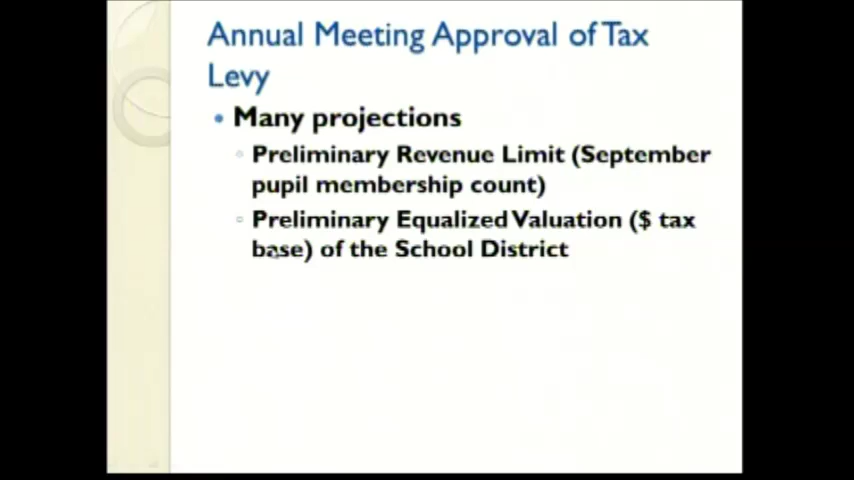 Annual Meeting Approval of Tax
Levy
• Many projections
◦ Preliminary Revenue Limit (September
pupil membership count)
◦ Preliminary Equalized Valuation ($ tax
base) of the School District